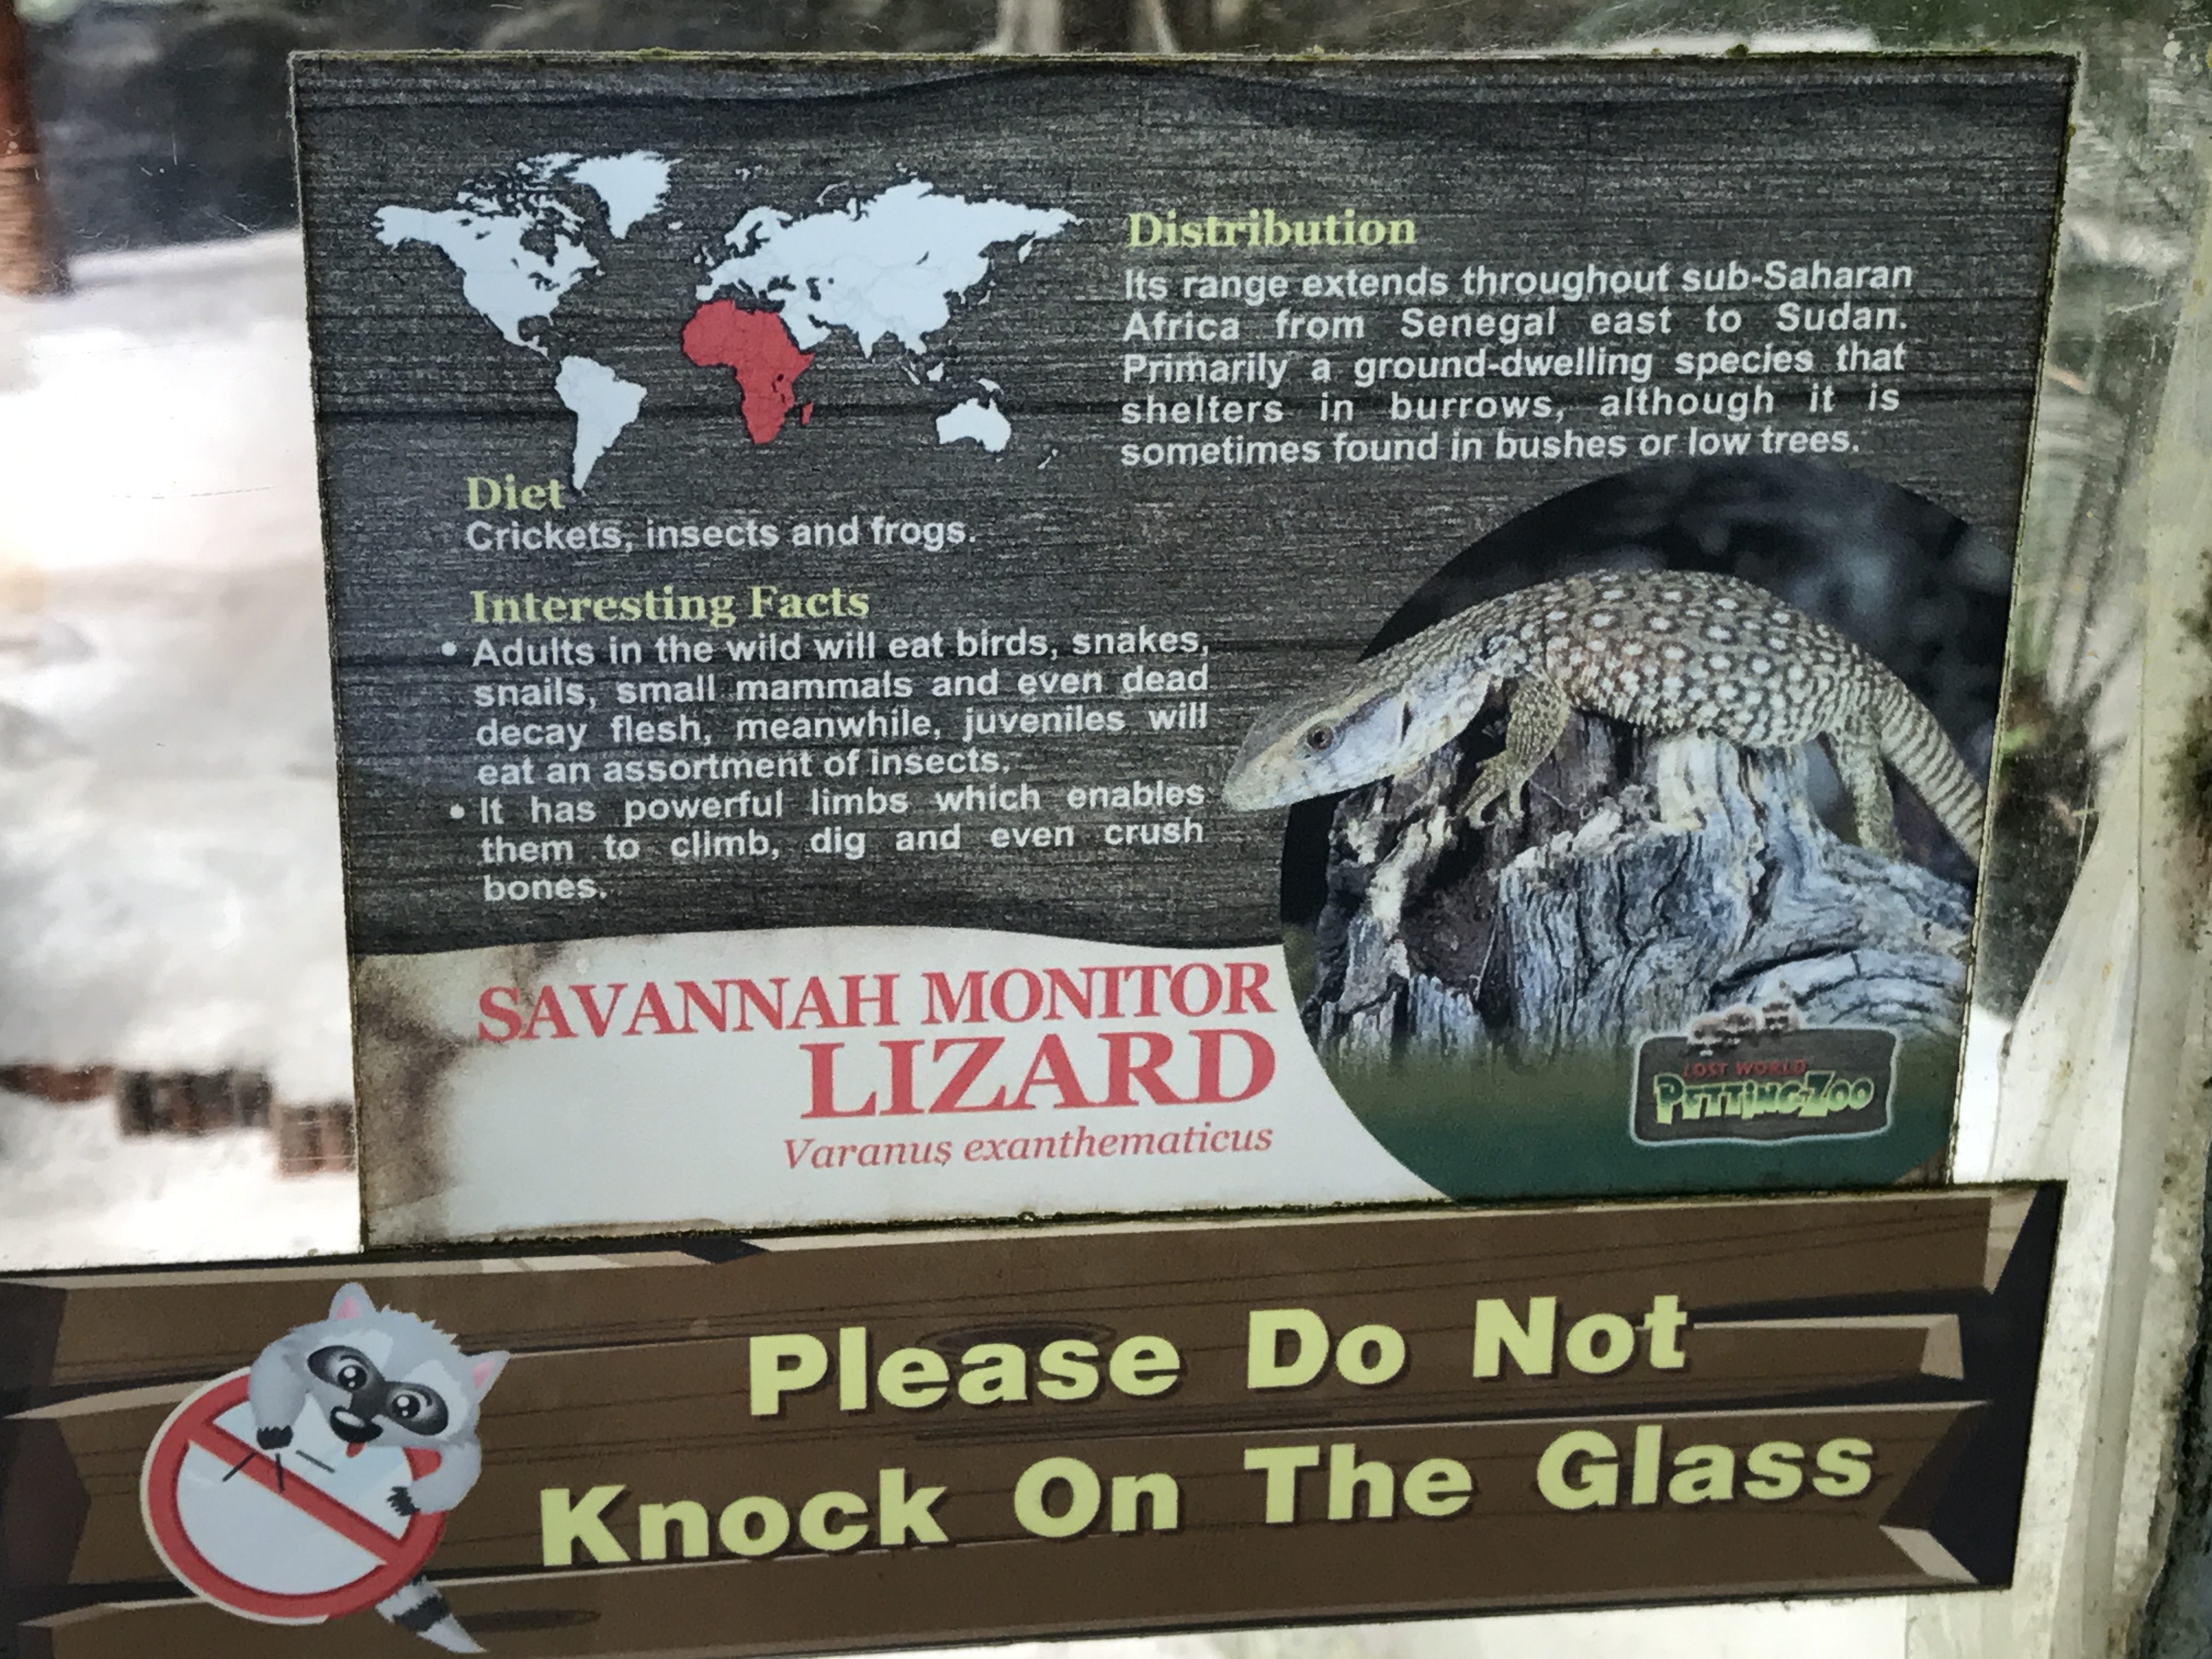 Distribution
Its range extends throughout sub-Saharan
Africa from Senegal east to Sudan.
Primarily a ground-dwelling species that
shelters in burrows, although it is
sometimes found in bushes or low trees.
Diet
Crickets, insects and frogs.
Interesting Facts
• Adults in the wild will eat birds, snakes,
snails, small mammals and even dead
decay flesh, meanwhile, juveniles will
eat an assortment of insects.
• It has powerful limbs which enables
them to climb, dig and even crush
bones.
SAVANNAH MONITOR
LIZARD
Varanus exanthematicus
LOST WORLD
PETTING ZOO
Please Do Not
Knock On The Glass